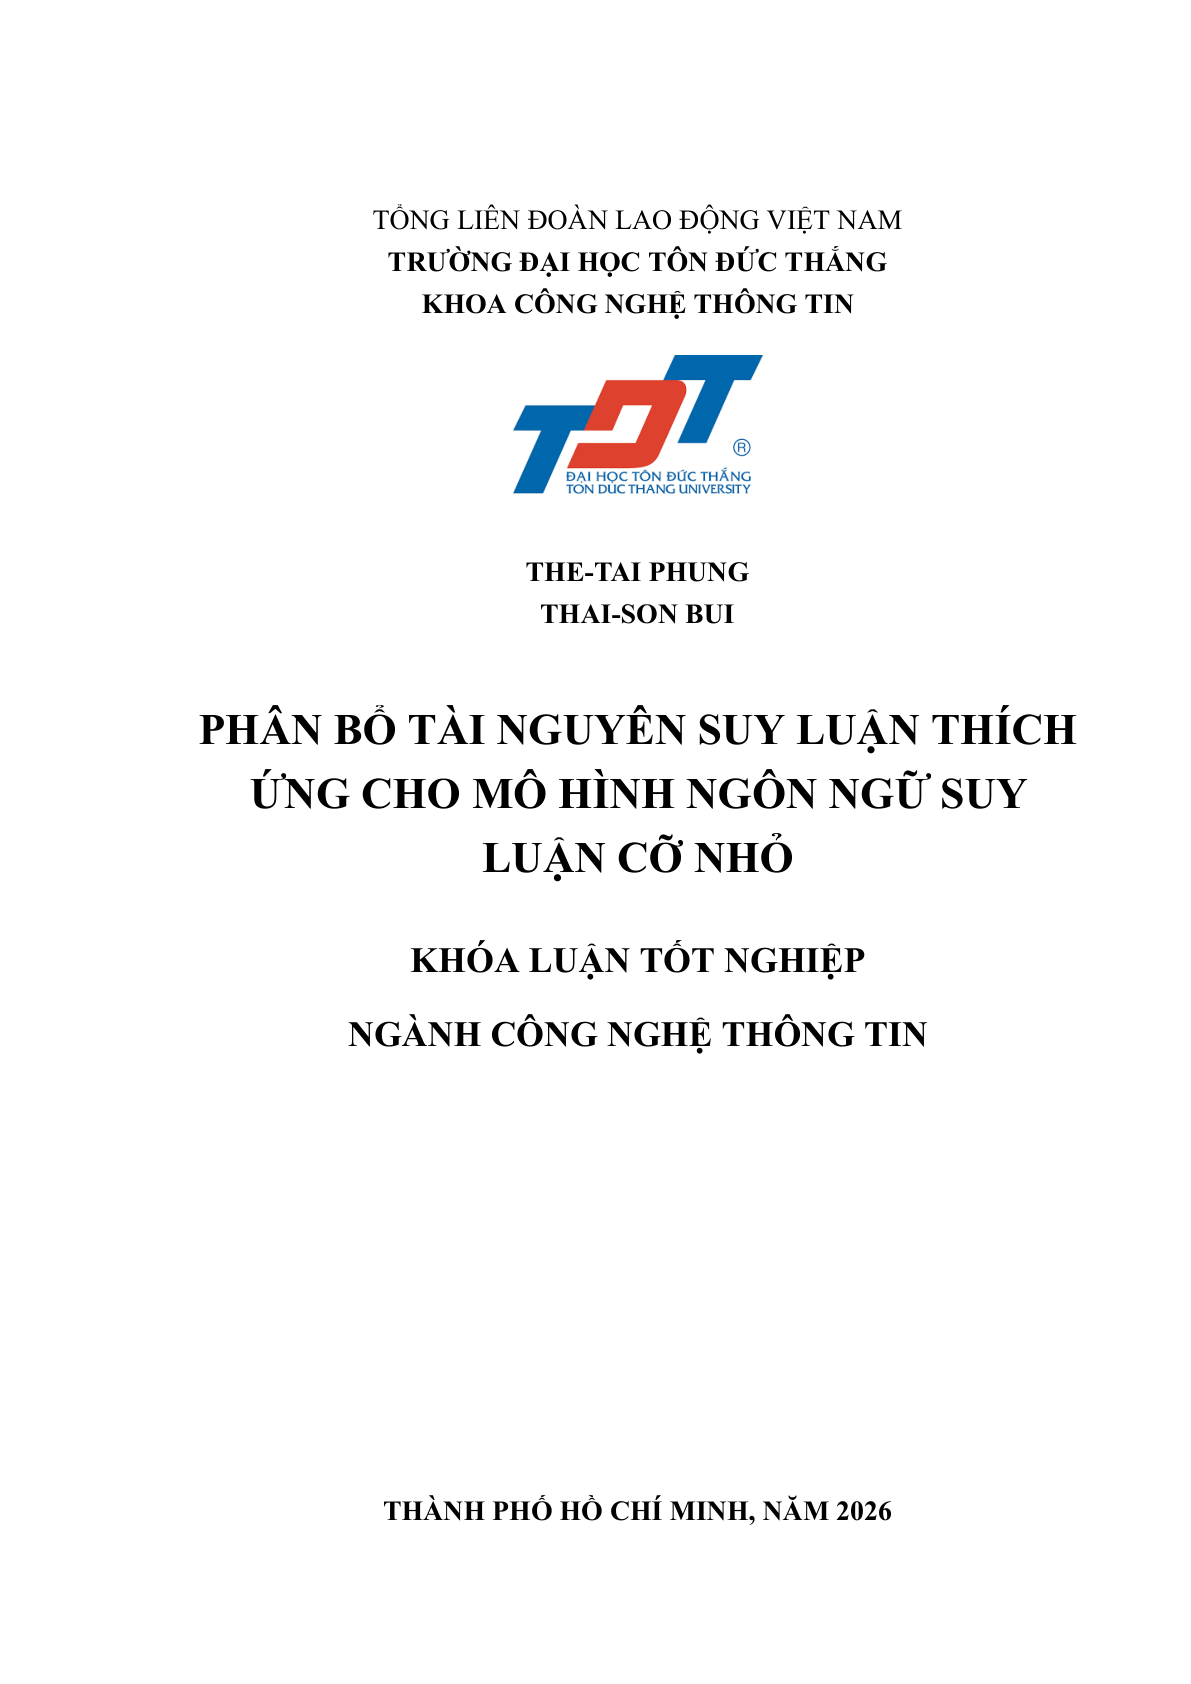 TỔNG LIÊN ĐOÀN LAO ĐỘNG VIỆT NAM
TRƯỜNG ĐẠI HỌC TÔN ĐỨC THẮNG
KHOA CÔNG NGHỆ THÔNG TIN
TDT
®
ĐẠI HỌC TÔN ĐỨC THẮNG
TON DUC THANG UNIVERSITY
THE-TAI PHUNG
THAI-SON BUI
PHÂN BỔ TÀI NGUYÊN SUY LUẬN THÍCH
ỨNG CHO MÔ HÌNH NGÔN NGỮ SUY
LUẬN CỠ NHỎ
KHÓA LUẬN TỐT NGHIỆP
NGÀNH CÔNG NGHỆ THÔNG TIN
THÀNH PHỐ HỒ CHÍ MINH, NĂM 2026